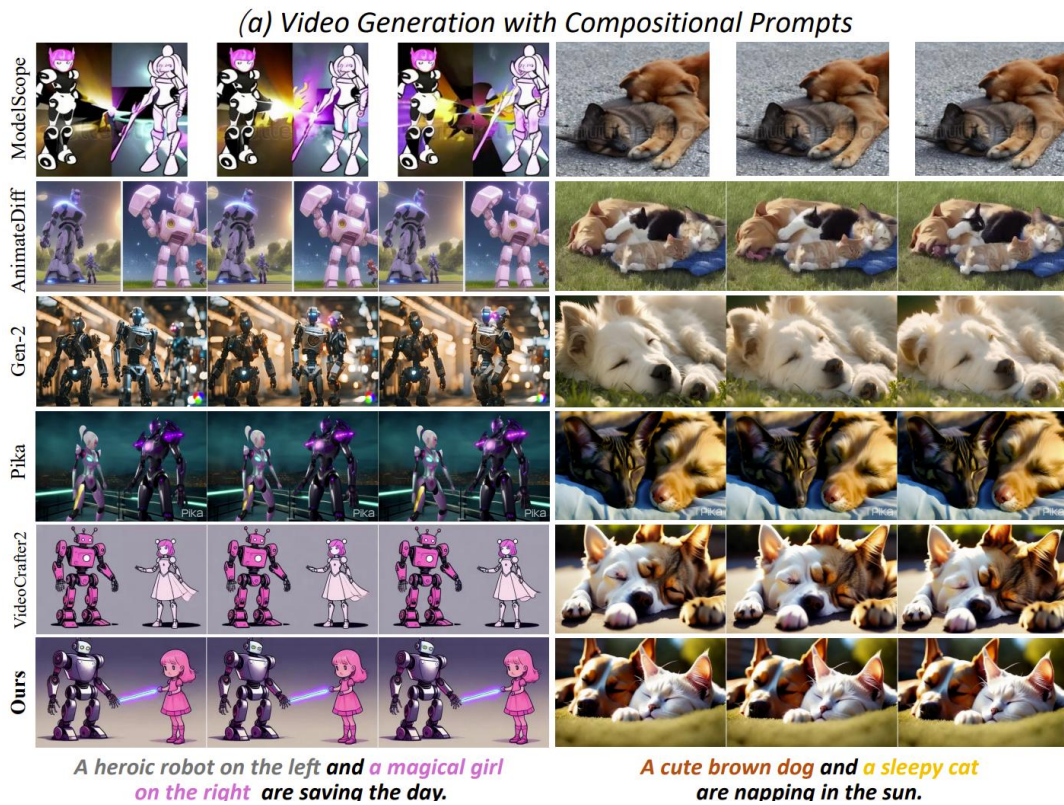 (a) Video Generation with Compositional Prompts
ModelScope
AnimateDiff
Gen-2
Pika
Pika
Pika
Pika
Pika
Pika
Pika
VideoCrafter2
Ours
A heroic robot on the left and a magical girl
on the right are saving the day.
A cute brown dog and a sleepy cat
are napping in the sun.